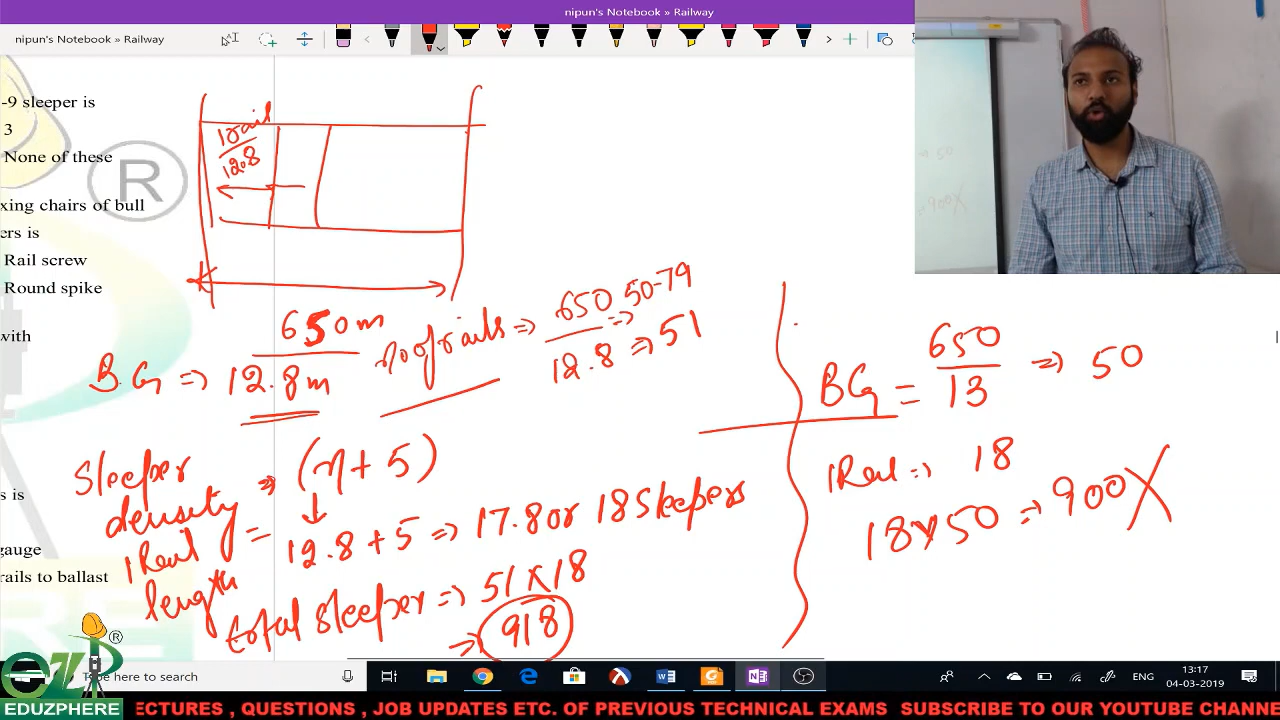 nipun's Notebook » Railway
nipun's Notebook » Railway
-9 sleeper is
3
None of these
xing chairs of bull
ers is
Rail screw
Round spike
with
s is
gauge
rails to ballast
®
1 rail
12.8
650m
B.G ⇒ 12.8m
no of rails ⇒ 650 ⇒ 50-79
12.8 ⇒ 51
Sleeper density ⇒ (n + 5)
1 Rail length = 12.8 + 5 ⇒ 17.8 or 18 Sleepers
total sleeper ⇒ 51 × 18
⇒ 918
BG = 650 ⇒ 50
13
1 Rail ⇒ 18
18 × 50 ⇒ 900 X
®
EZ
EDUZPHERE
Type here to search
ENG
13:17
04-03-2019
ECTURES , QUESTIONS , JOB UPDATES ETC. OF PREVIOUS TECHNICAL EXAMS SUBSCRIBE TO OUR YOUTUBE CHANNE